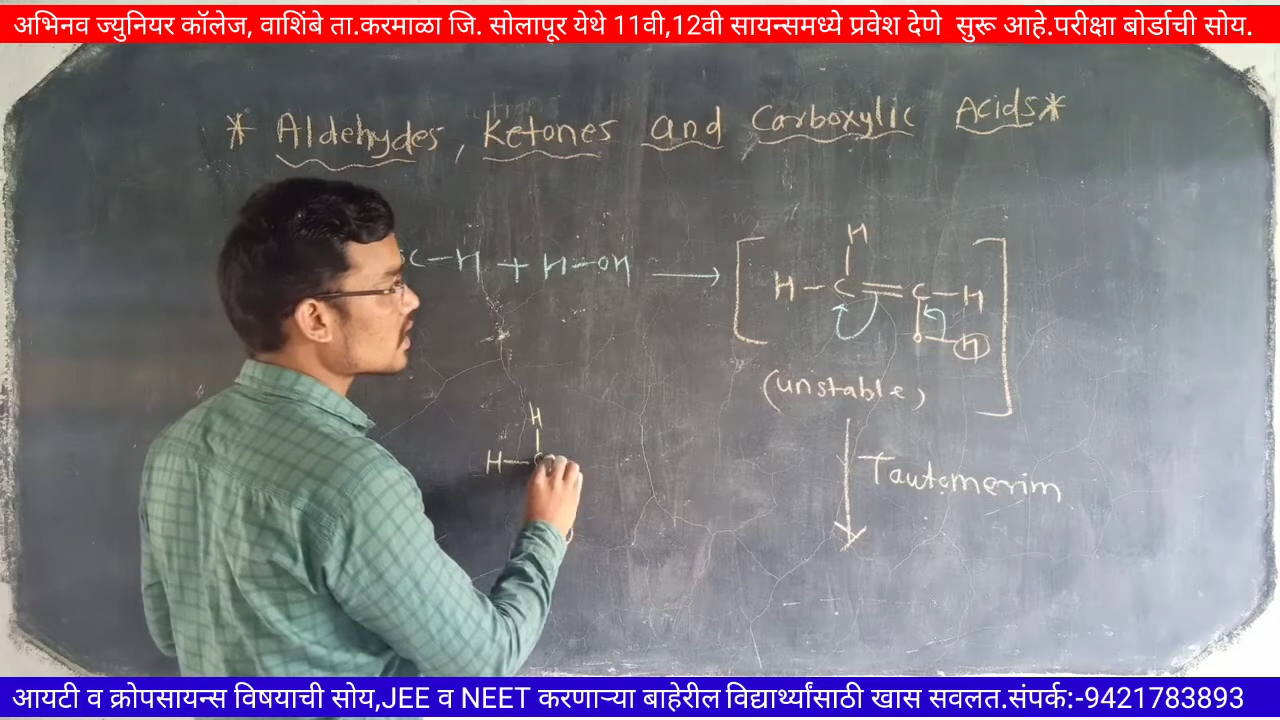 अभिनव ज्युनियर कॉलेज, वाशिंबे ता.करमाळा जि. सोलापूर येथे 11वी,12वी सायन्समध्ये प्रवेश देणे सुरू आहे.परीक्षा बोर्डाची सोय.
* Aldehydes, Ketones and Carboxylic Acids *
H
C-H + H-OH → [ H-C=C-H
O-H ]
(unstable)
H
H-C
Tautomerim
आयटी व क्रोपसायन्स विषयाची सोय,JEE व NEET करणाऱ्या बाहेरील विद्यार्थ्यांसाठी खास सवलत.संपर्क:-9421783893